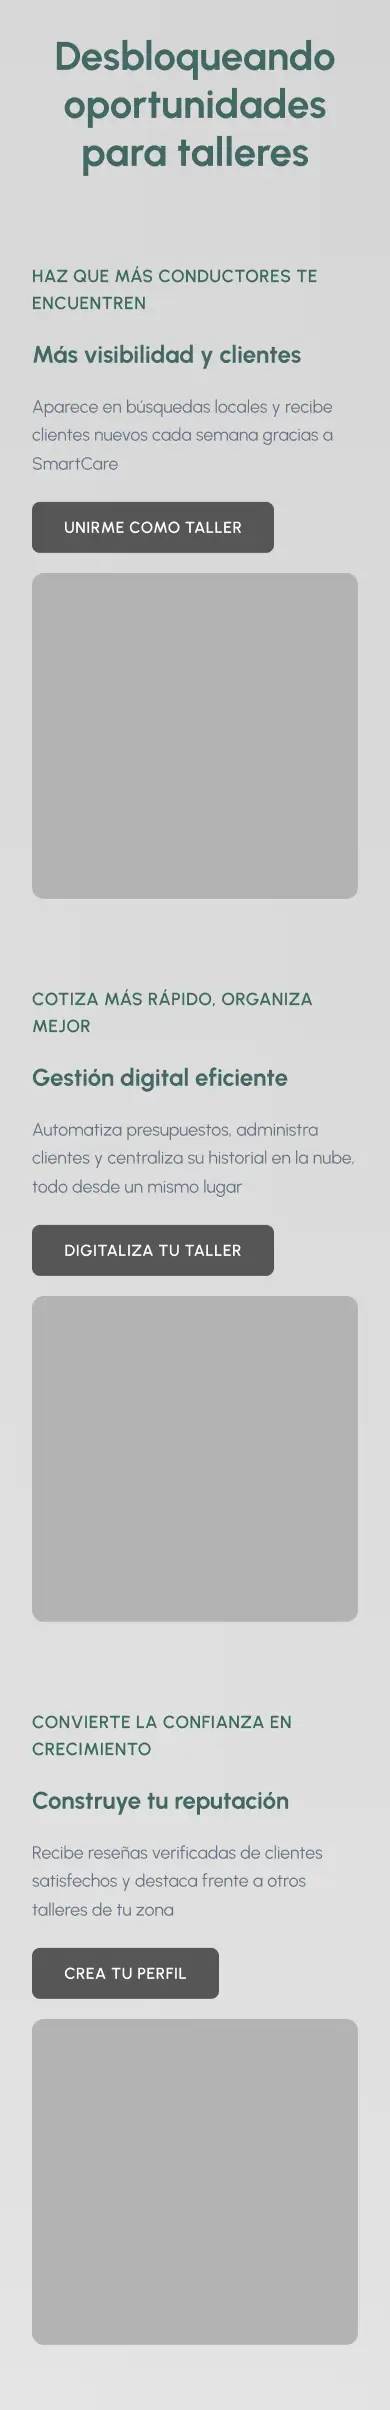 Desbloqueando
oportunidades
para talleres
HAZ QUE MÁS CONDUCTORES TE
ENCUENTREN
Más visibilidad y clientes
Aparece en búsquedas locales y recibe
clientes nuevos cada semana gracias a
SmartCare
UNIRME COMO TALLER
COTIZA MÁS RÁPIDO, ORGANIZA
MEJOR
Gestión digital eficiente
Automatiza presupuestos, administra
clientes y centraliza su historial en la nube,
todo desde un mismo lugar
DIGITALIZA TU TALLER
CONVIERTE LA CONFIANZA EN
CRECIMIENTO
Construye tu reputación
Recibe reseñas verificadas de clientes
satisfechos y destaca frente a otros
talleres de tu zona
CREA TU PERFIL